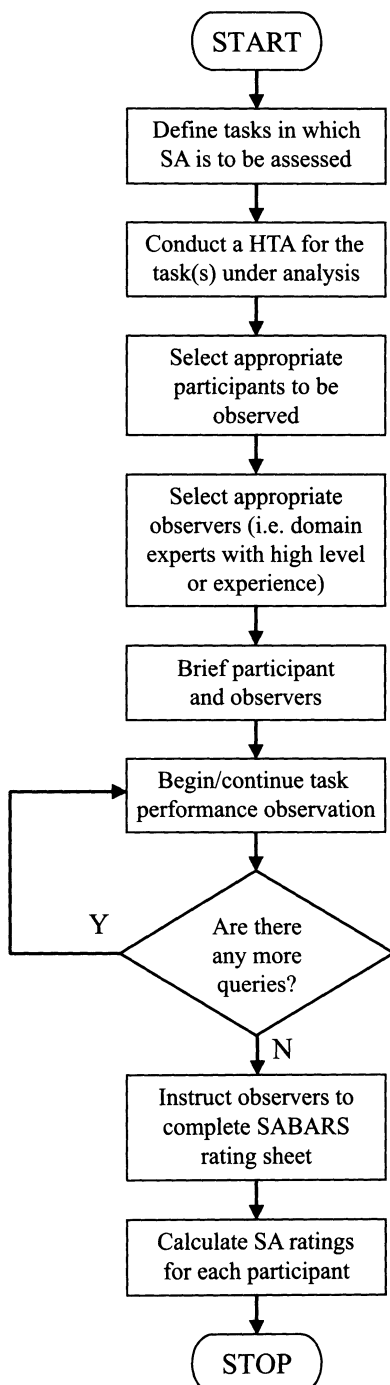 START
Define tasks in which
SA is to be assessed
Conduct a HTA for the
task(s) under analysis
Select appropriate
participants to be
observed
Select appropriate
observers (i.e. domain
experts with high level
or experience)
Brief participant
and observers
Begin/continue task
performance observation
Y
Are there
any more
queries?
N
Instruct observers to
complete SABARS
rating sheet
Calculate SA ratings
for each participant
STOP